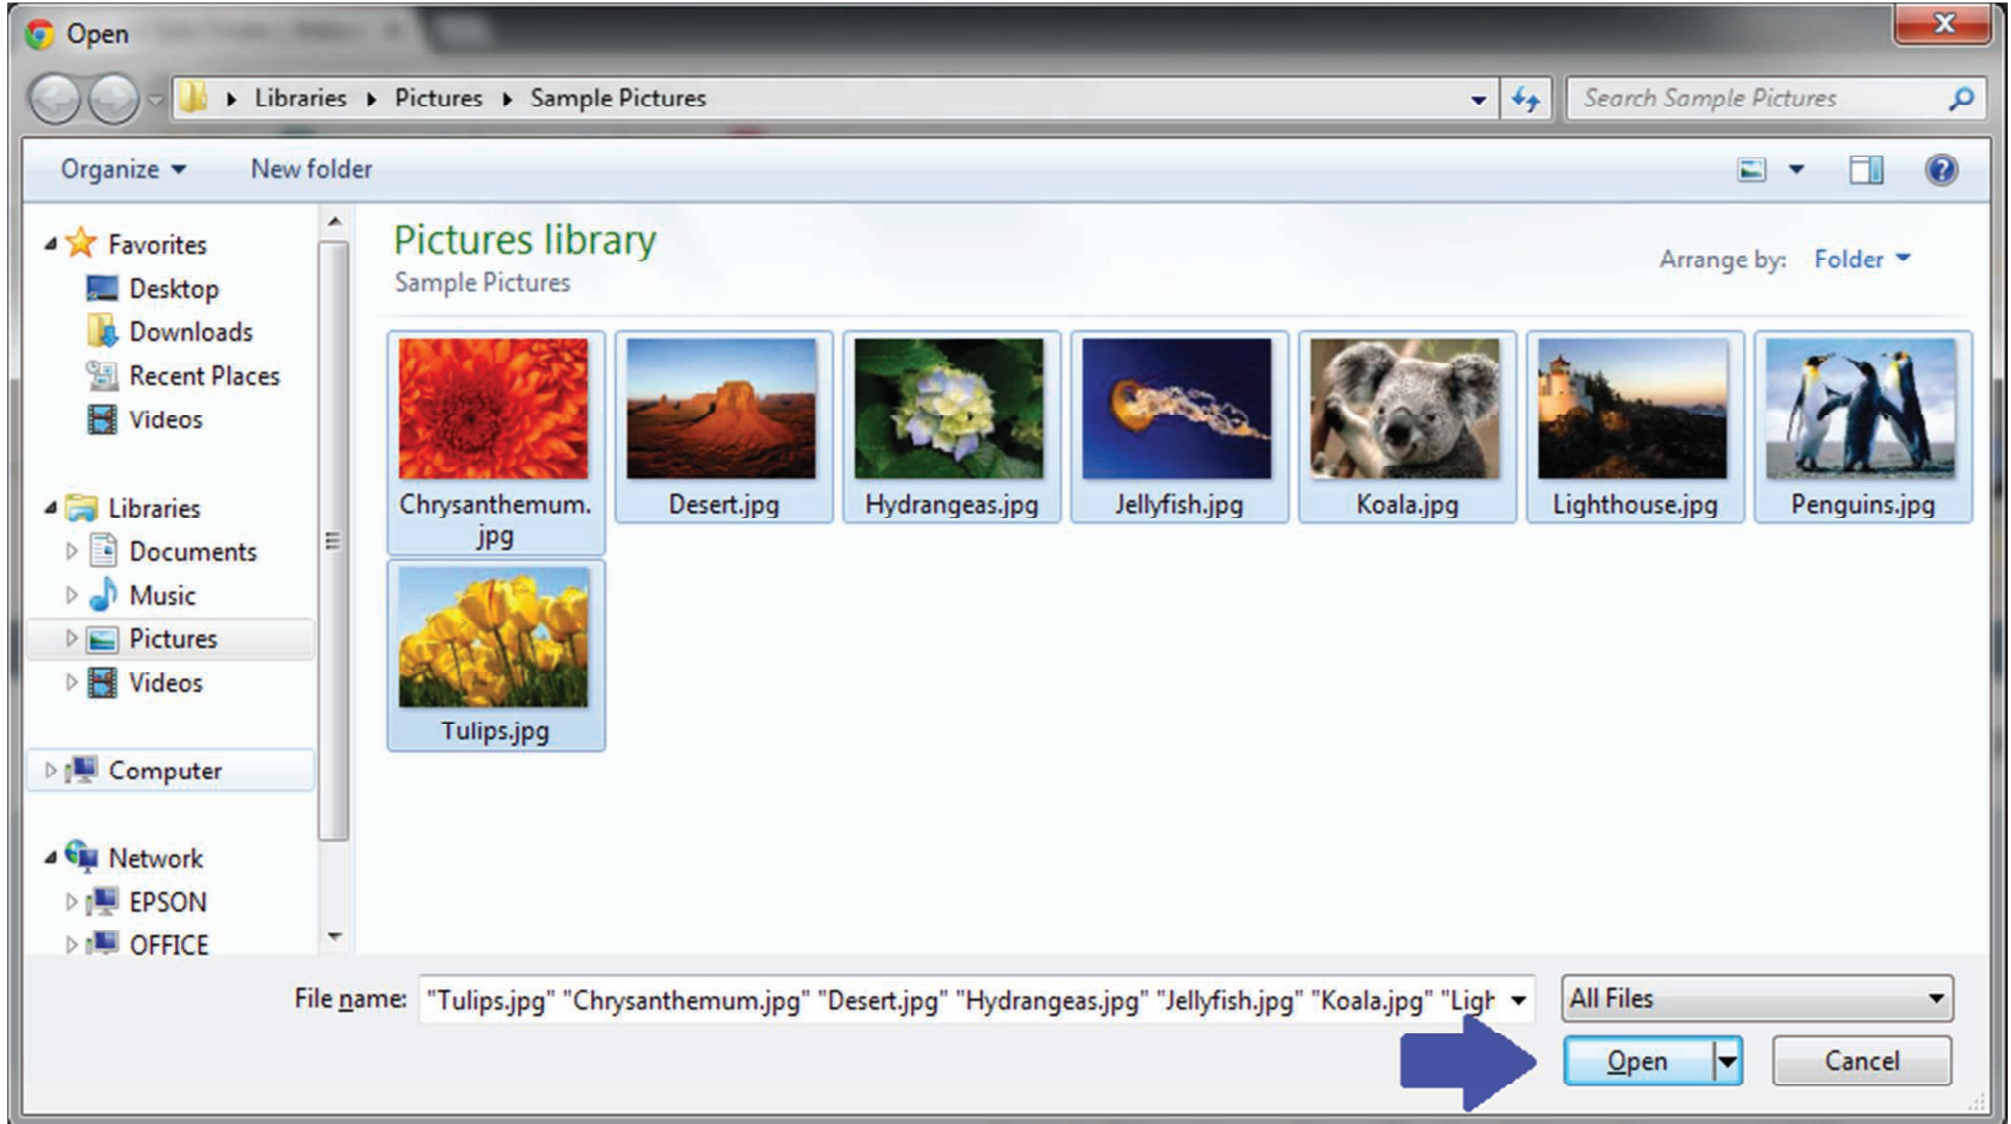 Open
Libraries Pictures Sample Pictures
Search Sample Pictures
Organize New folder
Favorites
Desktop
Downloads
Recent Places
Videos
Libraries
Documents
Music
Pictures
Videos
Computer
Network
EPSON
OFFICE
Pictures library
Sample Pictures
Arrange by: Folder
Chrysanthemum.
jpg
Desert.jpg
Hydrangeas.jpg
Jellyfish.jpg
Koala.jpg
Lighthouse.jpg
Penguins.jpg
Tulips.jpg
File name: "Tulips.jpg" "Chrysanthemum.jpg" "Desert.jpg" "Hydrangeas.jpg" "Jellyfish.jpg" "Koala.jpg" "Ligh
All Files
Open
Cancel